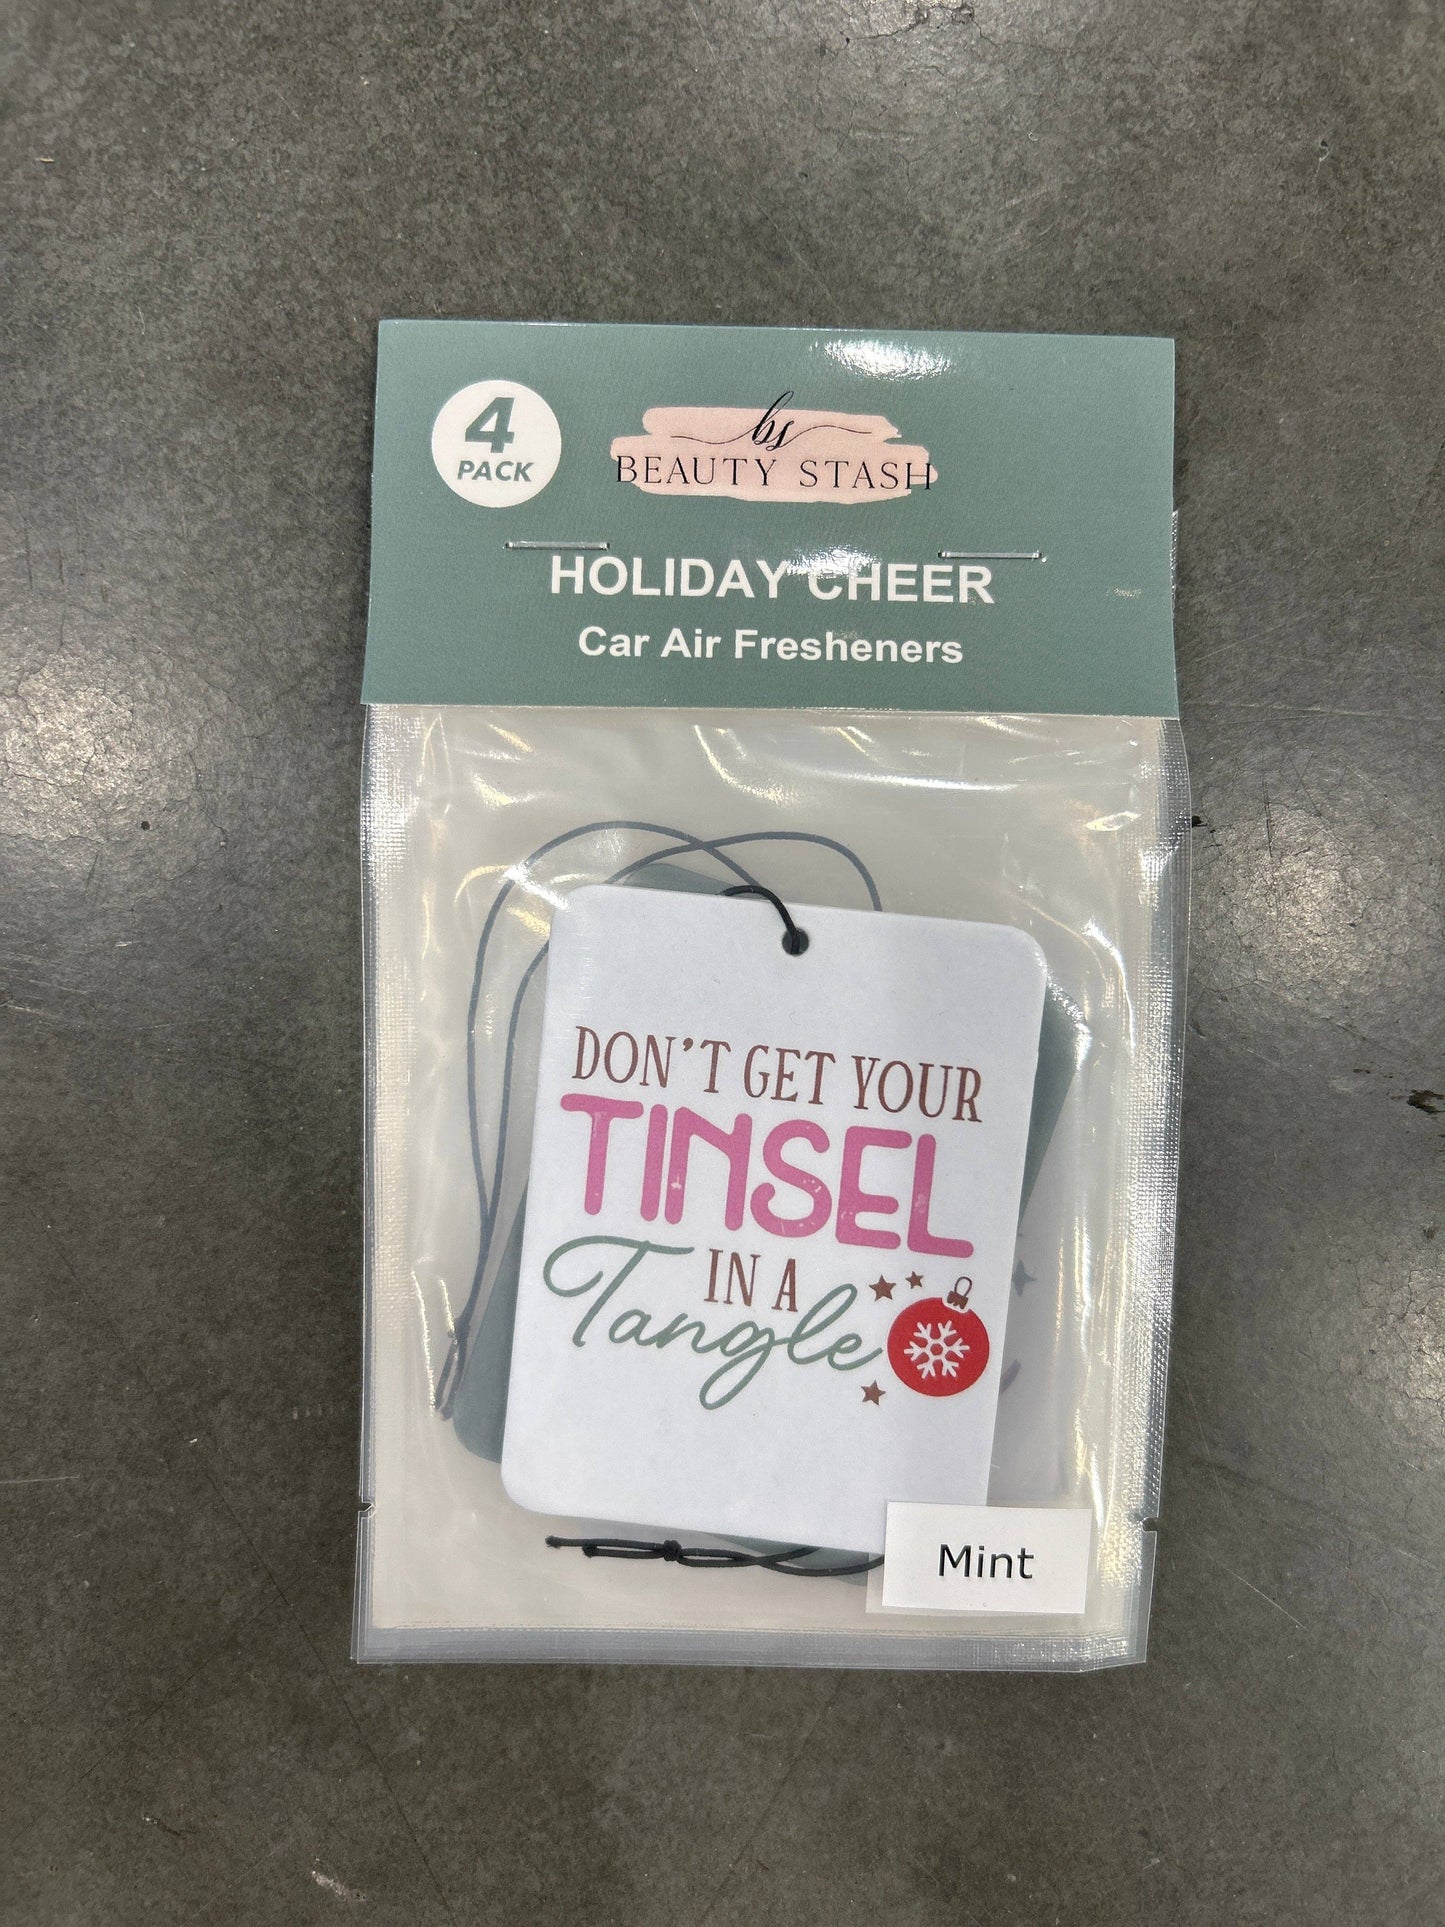 4
PACK
bs
BEAUTY STASH
HOLIDAY CHEER
Car Air Fresheners
DON'T GET YOUR
TINSEL
IN A
Tangle
Mint